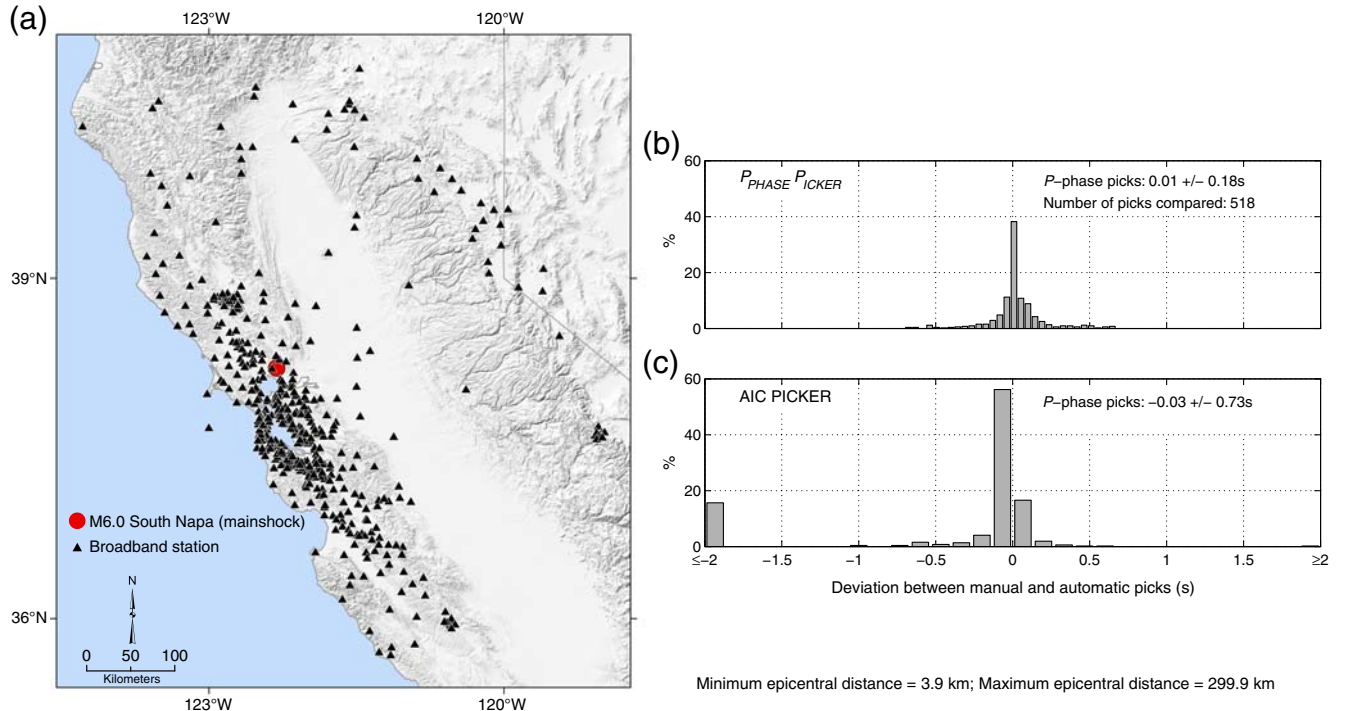 (a)
123°W 120°W
39°N
36°N
M6.0 South Napa (mainshock)
Broadband station
N
0 50 100
Kilometers
123°W 120°W
(b)
60
40
20
0
%
P_PHASE P_ICKER
P−phase picks: 0.01 +/− 0.18s
Number of picks compared: 518
(c)
60
40
20
0
%
AIC PICKER
P−phase picks: −0.03 +/− 0.73s
≤−2 −1.5 −1 −0.5 0 0.5 1 1.5 ≥2
Deviation between manual and automatic picks (s)
Minimum epicentral distance = 3.9 km; Maximum epicentral distance = 299.9 km